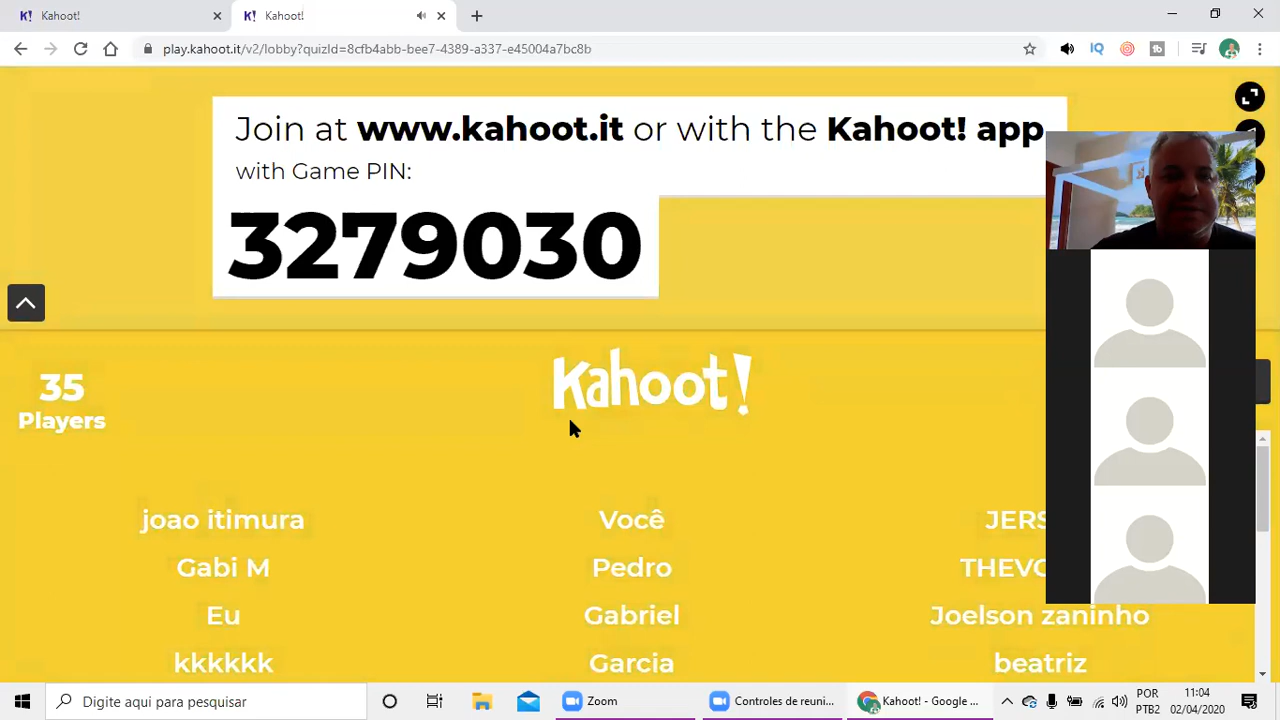 Kahoot!
Kahoot!
play.kahoot.it/v2/lobby?quizId=8cfb4abb-bee7-4389-a337-e45004a7bc8b
Join at www.kahoot.it or with the Kahoot! app
with Game PIN:
3279030
35
Players
Kahoot!
joao itimura
Você
JERS
Gabi M
Pedro
THEVO
Eu
Gabriel
Joelson zaninho
kkkkkk
Garcia
beatriz
Digite aqui para pesquisar
Zoom
Controles de reuni...
Kahoot! - Google ...
POR
PTB2
11:04
02/04/2020